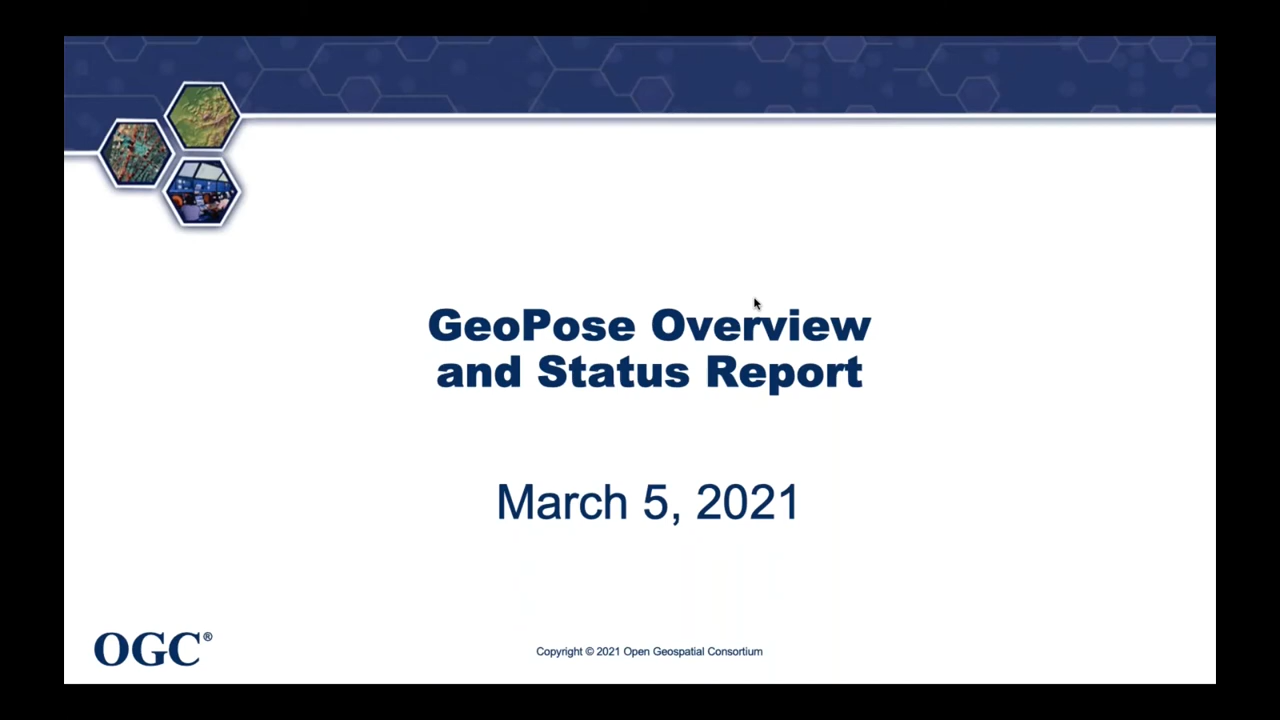 GeoPose Overview
and Status Report
March 5, 2021
OGC®
Copyright © 2021 Open Geospatial Consortium